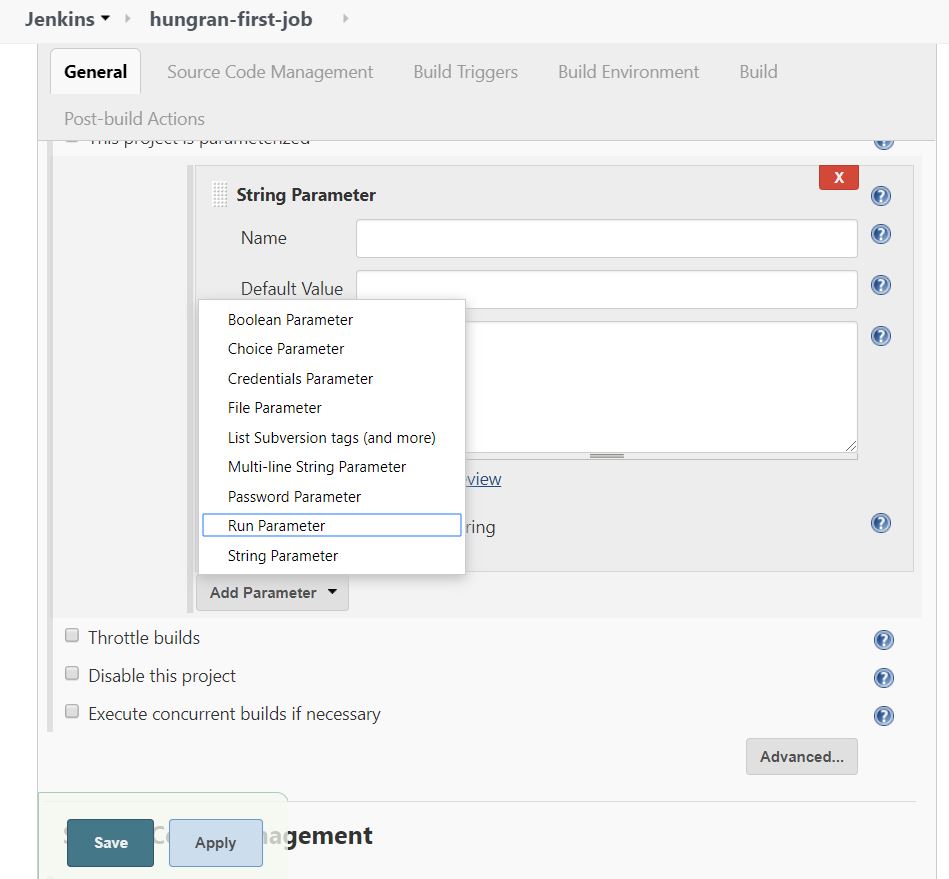 Jenkins hungran-first-job
General Source Code Management Build Triggers Build Environment Build
Post-build Actions
This project is parameterized
X
String Parameter
Name
Default Value
Boolean Parameter
Choice Parameter
Credentials Parameter
File Parameter
List Subversion tags (and more)
Multi-line String Parameter
Password Parameter
Run Parameter
String Parameter
view
ring
Add Parameter
Throttle builds
Disable this project
Execute concurrent builds if necessary
Advanced...
Save Apply